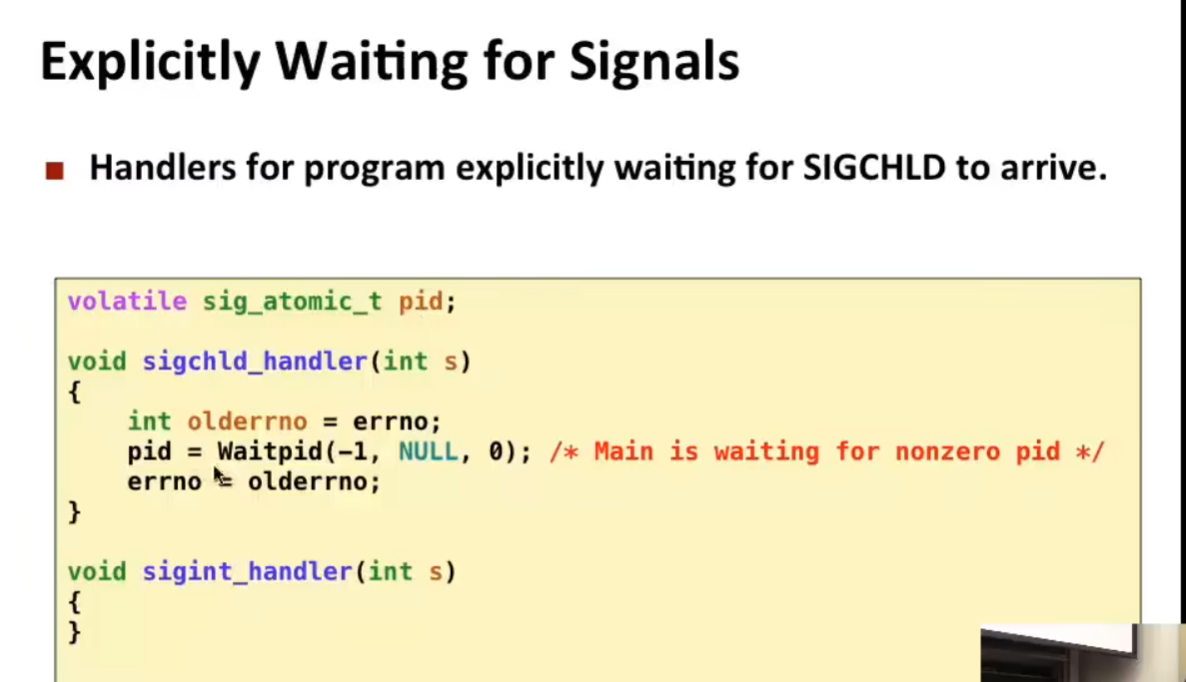 Explicitly Waiting for Signals
Handlers for program explicitly waiting for SIGCHLD to arrive.
volatile sig_atomic_t pid;
void sigchld_handler(int s)
{
int olderrno = errno;
pid = Waitpid(-1, NULL, 0); /* Main is waiting for nonzero pid */
errno = olderrno;
}
void sigint_handler(int s)
{
}